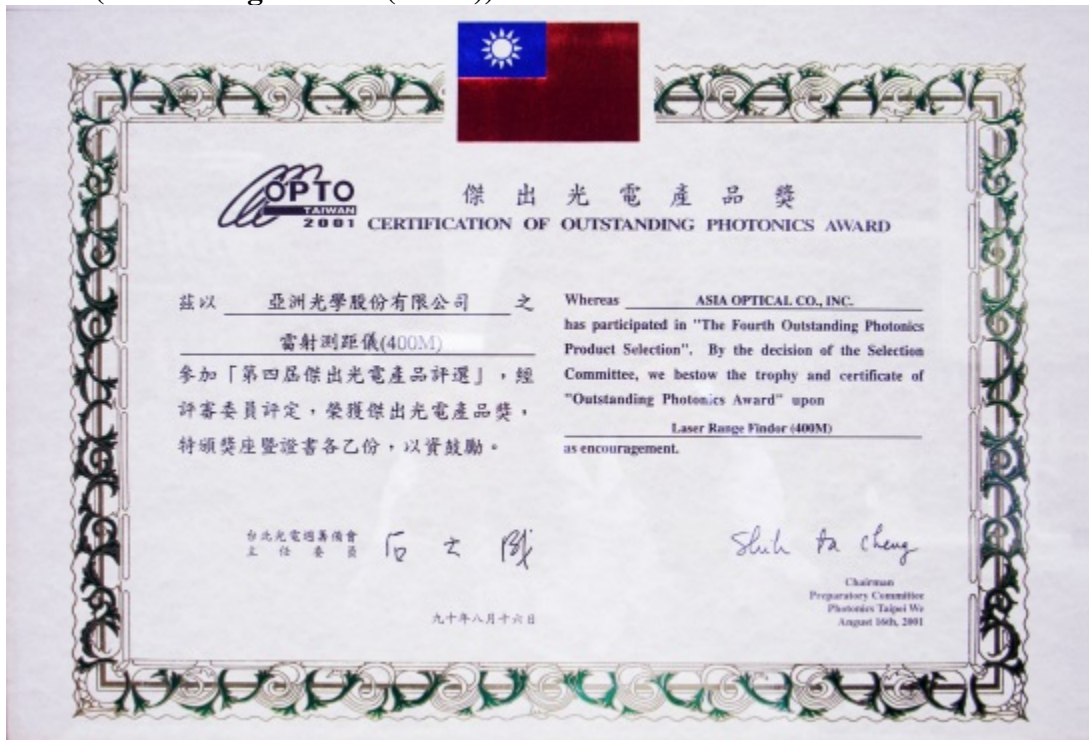 OPTO
TAIWAN
2001
傑出光電產品獎
CERTIFICATION OF OUTSTANDING PHOTONICS AWARD
茲以 亞洲光學股份有限公司 之
雷射測距儀(400M)
參加「第四屆傑出光電產品評選」,經
評審委員評定,榮獲傑出光電產品獎,
特頒獎座暨證書各乙份,以資鼓勵。
台北光電週籌備會
主任委員
九十年八月十六日
Whereas ASIA OPTICAL CO., INC.
has participated in "The Fourth Outstanding Photonics
Product Selection". By the decision of the Selection
Committee, we bestow the trophy and certificate of
"Outstanding Photonics Award" upon
Laser Range Findor (400M)
as encouragement.
Shih ta Cheng
Chairman
Preparatory Committee
Photonics Taipei We
August 16th, 2001